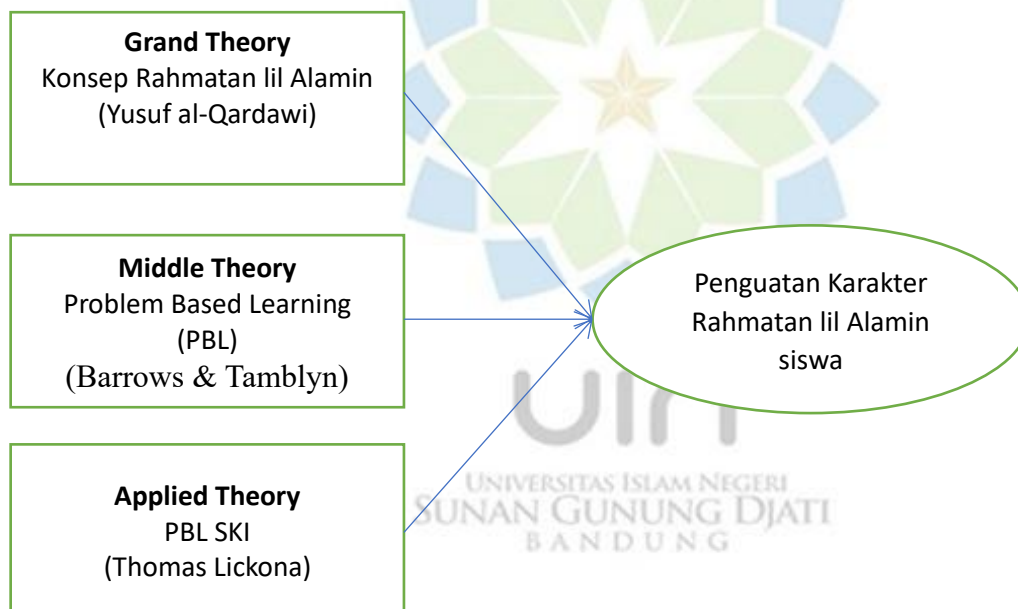 Grand Theory
Konsep Rahmatan lil Alamin
(Yusuf al-Qardawi)
Middle Theory
Problem Based Learning
(PBL)
(Barrows & Tamblyn)
Applied Theory
PBL SKI
(Thomas Lickona)
Penguatan Karakter
Rahmatan lil Alamin
siswa
uin
UNIVERSITAS ISLAM NEGERI
SUNAN GUNUNG DJATI
BANDUNG